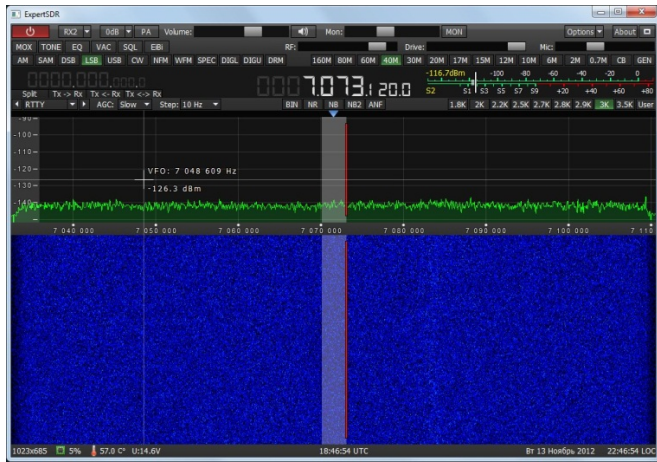 ExpertSDR
RX2 0dB PA Volume: Mon: MON Options About
MOX TONE EQ VAC SQL EiBi RF: Drive: Mic:
AM SAM DSB LSB USB CW NFM WFM SPEC DIGL DIGU DRM 160M 80M 60M 40M 30M 20M 17M 15M 12M 10M 6M 2M 0.7M CB GEN
000.000.000 0007.073.120.0 -116.7dBm -100 -80 -60 -40 -20 0
Split Tx -> Rx Tx <- Rx Tx <-> Rx S2 S1 S3 S5 S7 S9 +20 +40 +60 +80
RTTY AGC: Slow Step: 10 Hz BIN NR NB NB2 ANF 1.8K 2K 2.2K 2.5K 2.7K 2.8K 2.9K 3K 3.5K User
-90
-100
-110
-120
VFO: 7 048 609 Hz
-130
-126.3 dBm
-140
7 040 000 7 050 000 7 060 000 7 070 000 7 080 000 7 090 000 7 100 000 7 110
1023x685 5% 57.0 C° U:14.6V 18:46:54 UTC Вт 13 Ноябрь 2012 22:46:54 LOC